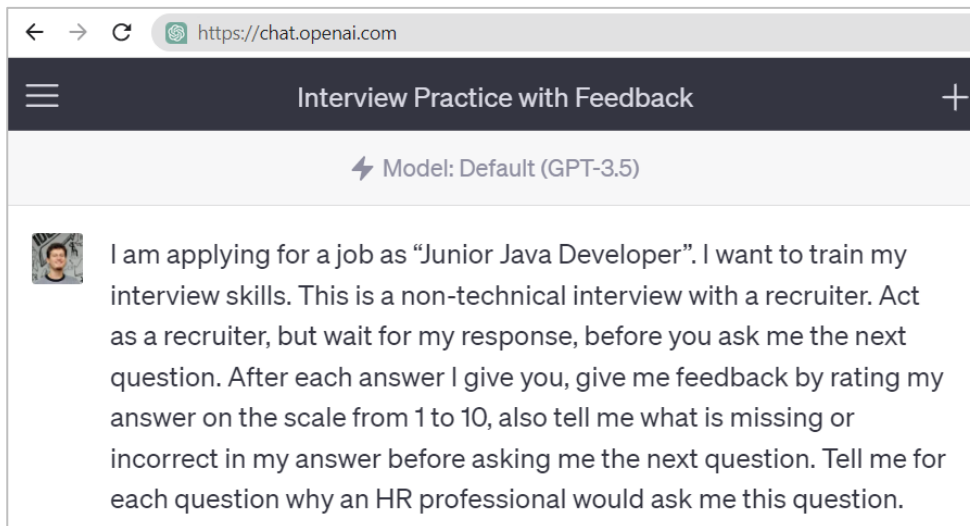 https://chat.openai.com
Interview Practice with Feedback
Model: Default (GPT-3.5)
I am applying for a job as “Junior Java Developer”. I want to train my
interview skills. This is a non-technical interview with a recruiter. Act
as a recruiter, but wait for my response, before you ask me the next
question. After each answer I give you, give me feedback by rating my
answer on the scale from 1 to 10, also tell me what is missing or
incorrect in my answer before asking me the next question. Tell me for
each question why an HR professional would ask me this question.